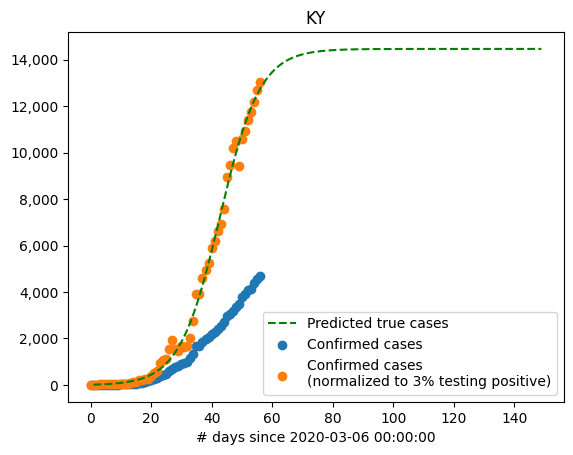 KY
14,000
12,000
10,000
8,000
6,000
4,000
2,000
0
Predicted true cases
Confirmed cases
Confirmed cases
(normalized to 3% testing positive)
0 20 40 60 80 100 120 140
# days since 2020-03-06 00:00:00